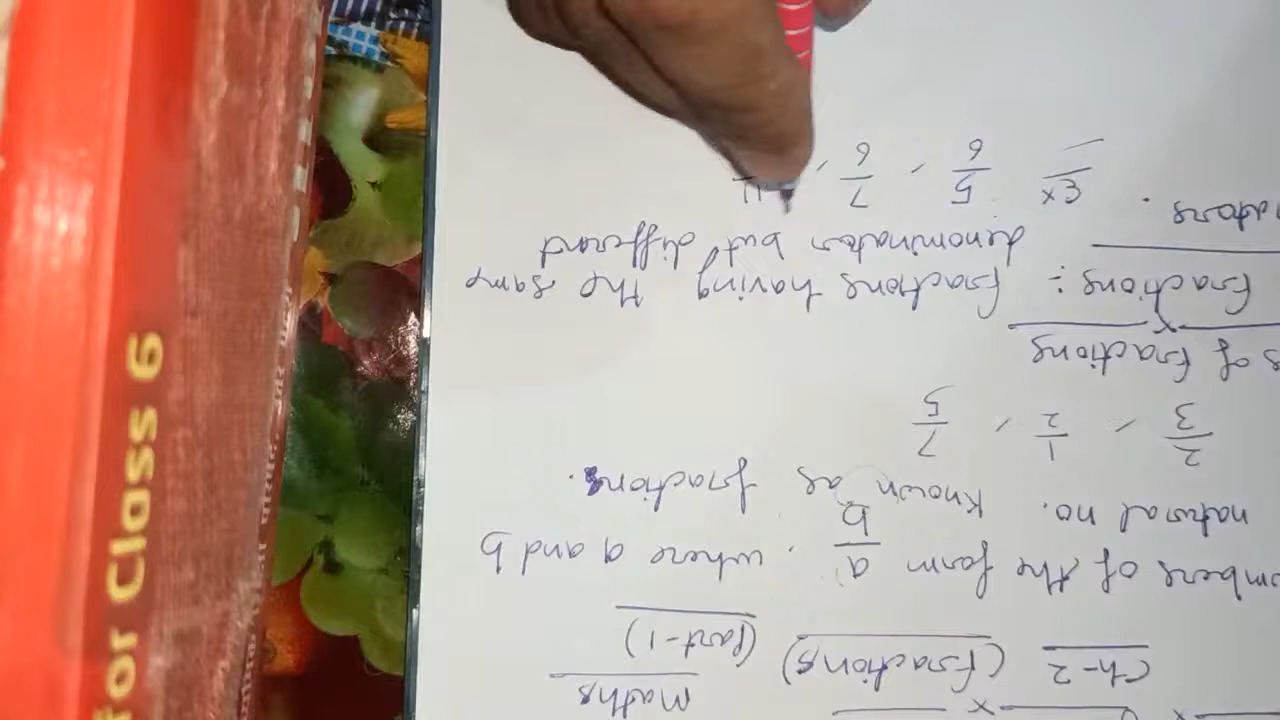 Maths
Ch-2 (Fractions) (Part-1)
of the form a/b where a and b
natural no. known as fractions.
2/3, 1/2, 7/5
of Fractions
Fractions :- Fractions having the same
denominator but different
Ex 5/6, 7/6, 11
for Class 6